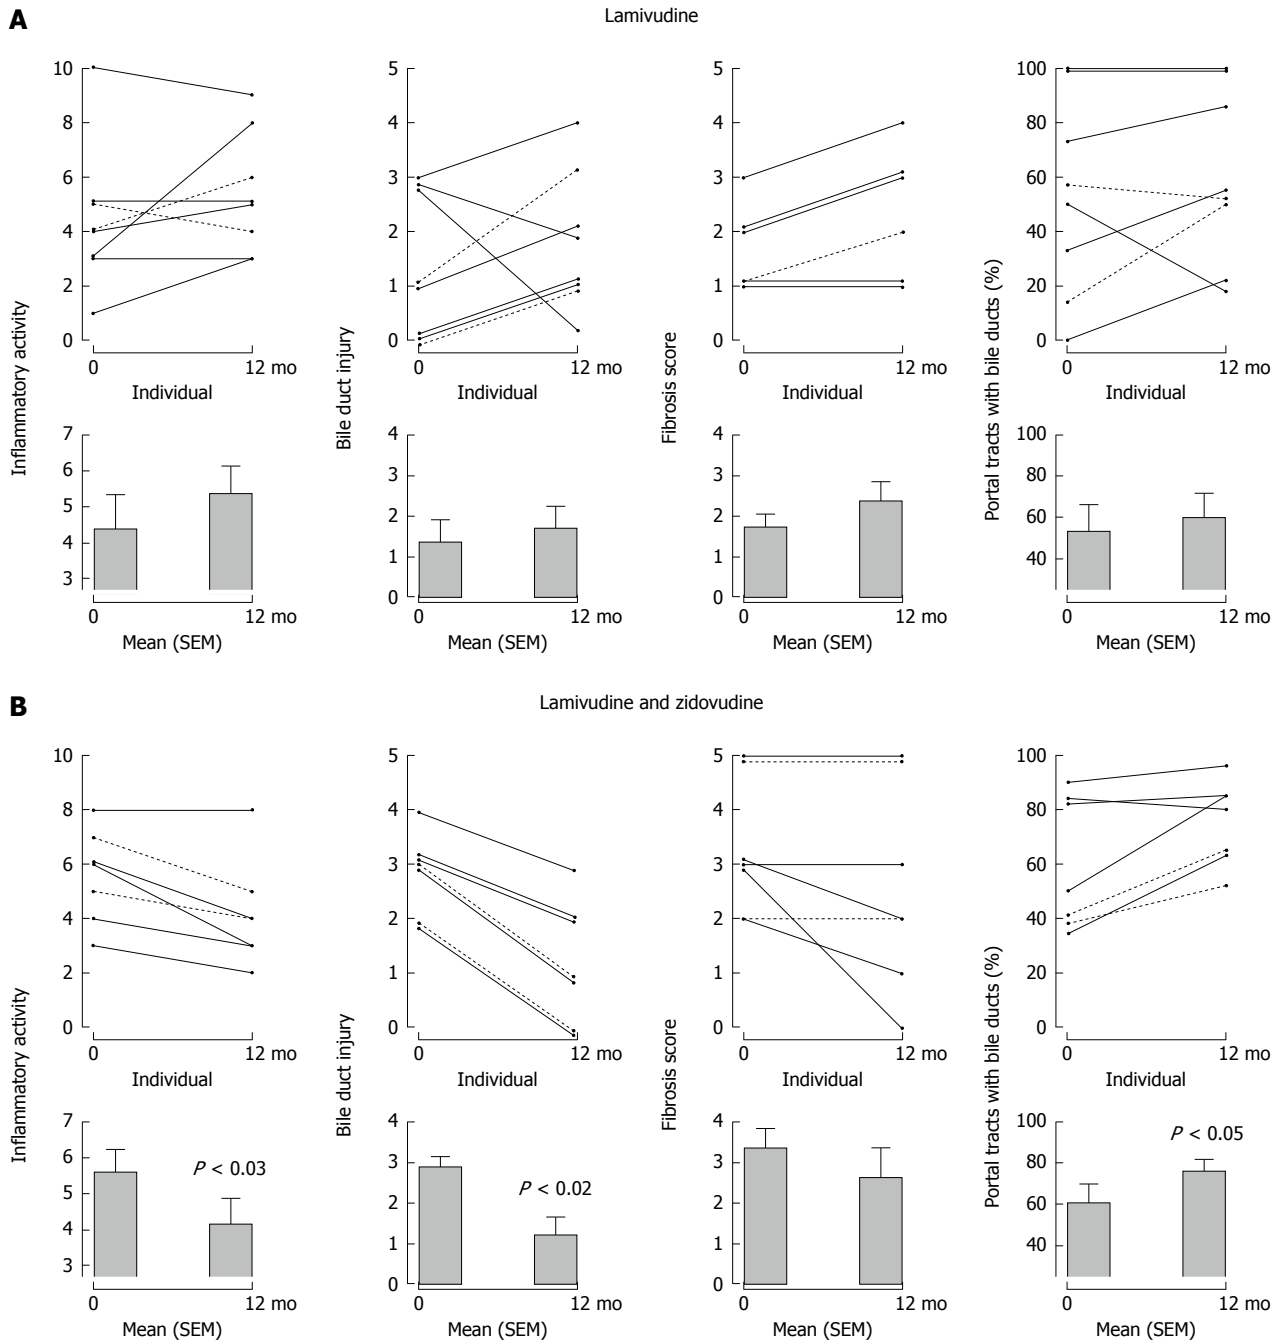 A
Lamivudine
Inflammatory activity
10
8
6
4
2
0
0 12 mo
Individual
7
6
5
4
3
0 12 mo
Mean (SEM)
Bile duct injury
5
4
3
2
1
0
0 12 mo
Individual
4
3
2
1
0
0 12 mo
Mean (SEM)
Fibrosis score
5
4
3
2
1
0
0 12 mo
Individual
4
3
2
1
0
0 12 mo
Mean (SEM)
Portal tracts with bile ducts (%)
100
80
60
40
20
0
0 12 mo
Individual
100
80
60
40
0 12 mo
Mean (SEM)
B
Lamivudine and zidovudine
Inflammatory activity
10
8
6
4
2
0
0 12 mo
Individual
7
6
5
4
3
P < 0.03
0 12 mo
Mean (SEM)
Bile duct injury
5
4
3
2
1
0
0 12 mo
Individual
4
3
2
1
0
P < 0.02
0 12 mo
Mean (SEM)
Fibrosis score
5
4
3
2
1
0
0 12 mo
Individual
4
3
2
1
0
0 12 mo
Mean (SEM)
Portal tracts with bile ducts (%)
100
80
60
40
20
0
0 12 mo
Individual
100
80
60
40
P < 0.05
0 12 mo
Mean (SEM)